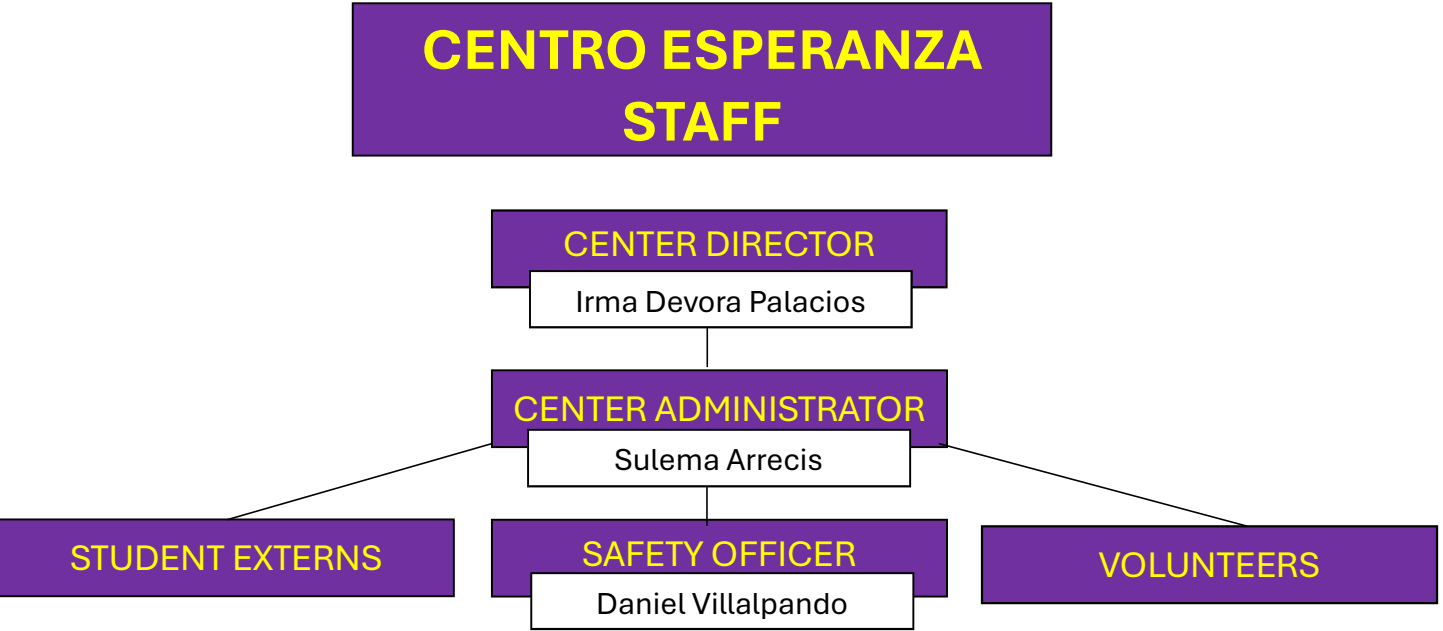 CENTRO ESPERANZA
STAFF
CENTER DIRECTOR
Irma Devora Palacios
CENTER ADMINISTRATOR
Sulema Arrecis
STUDENT EXTERNS
SAFETY OFFICER
Daniel Villalpando
VOLUNTEERS